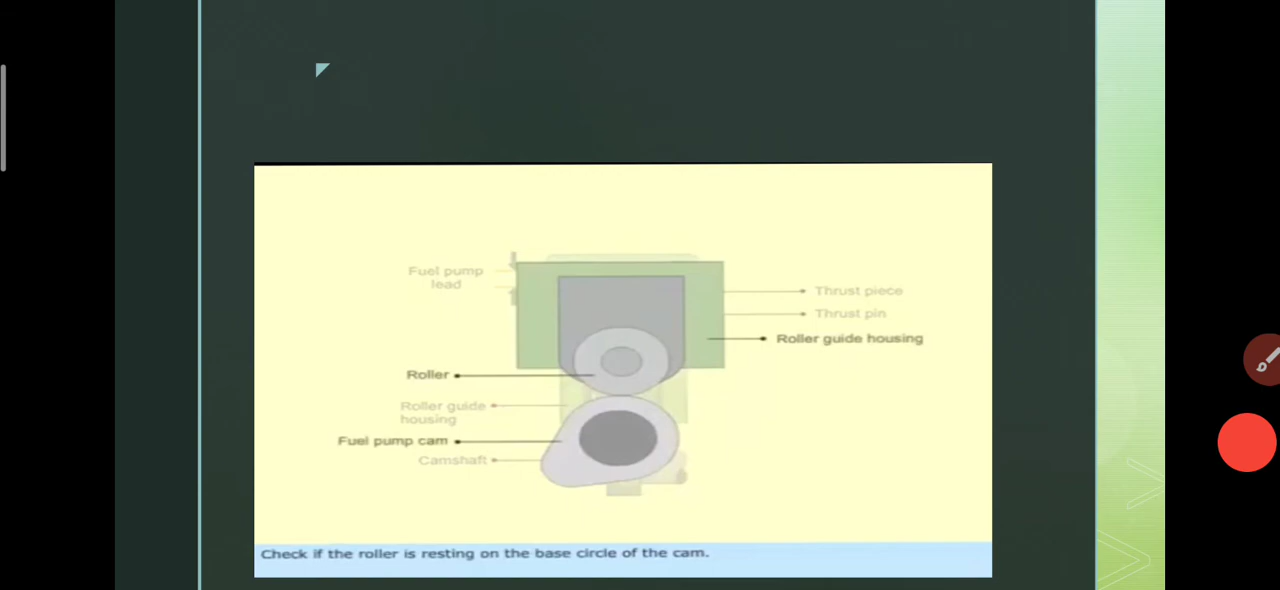 Fuel pump
lead
Thrust piece
Thrust pin
Roller guide housing
Roller
Roller guide
housing
Fuel pump cam
Camshaft
Check if the roller is resting on the base circle of the cam.